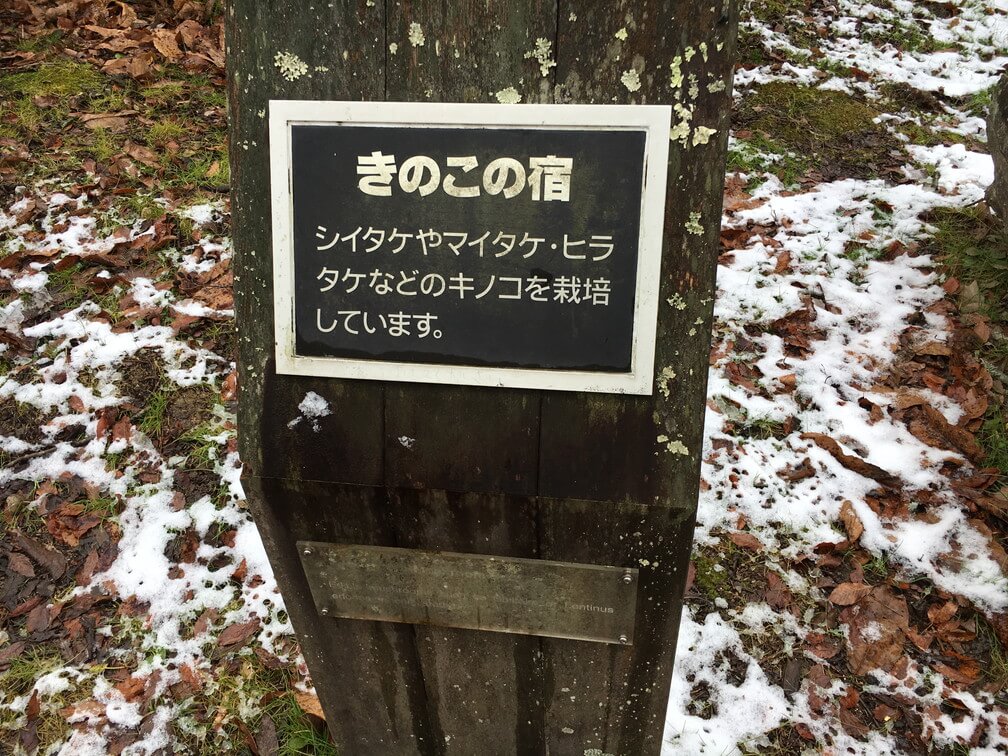 きのこの宿
シイタケやマイタケ・ヒラ
タケなどのキノコを栽培
しています。